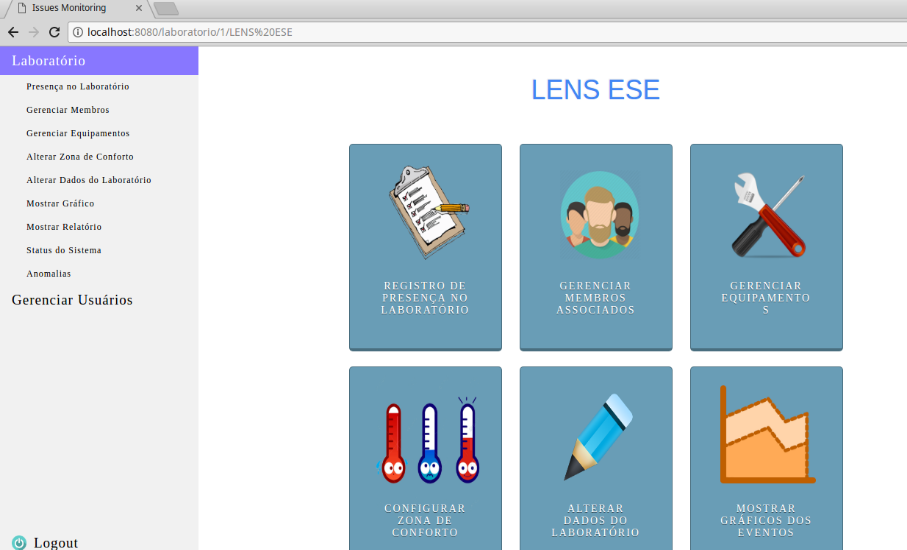 Issues Monitoring
localhost:8080/laboratorio/1/LENS%20ESE
Laboratório
Presença no Laboratório
Gerenciar Membros
Gerenciar Equipamentos
Alterar Zona de Conforto
Alterar Dados do Laboratório
Mostrar Gráfico
Mostrar Relatório
Status do Sistema
Anomalias
Gerenciar Usuários
Logout
LENS ESE
REGISTRO DE
PRESENÇA NO
LABORATÓRIO
GERENCIAR
MEMBROS
ASSOCIADOS
GERENCIAR
EQUIPAMENTO
S
CONFIGURAR
ZONA DE
CONFORTO
ALTERAR
DADOS DO
LABORATÓRIO
MOSTRAR
GRÁFICOS DOS
EVENTOS